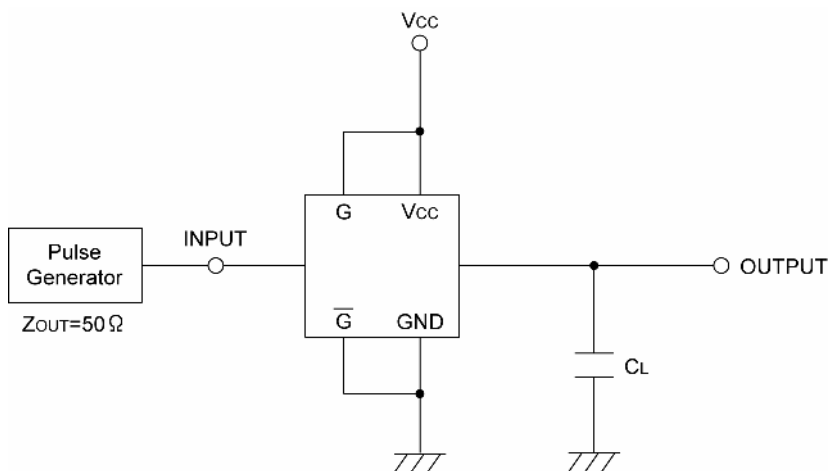 Vcc
G Vcc
Pulse
Generator
INPUT
OUTPUT
ZOUT=50Ω
G̅ GND
CL